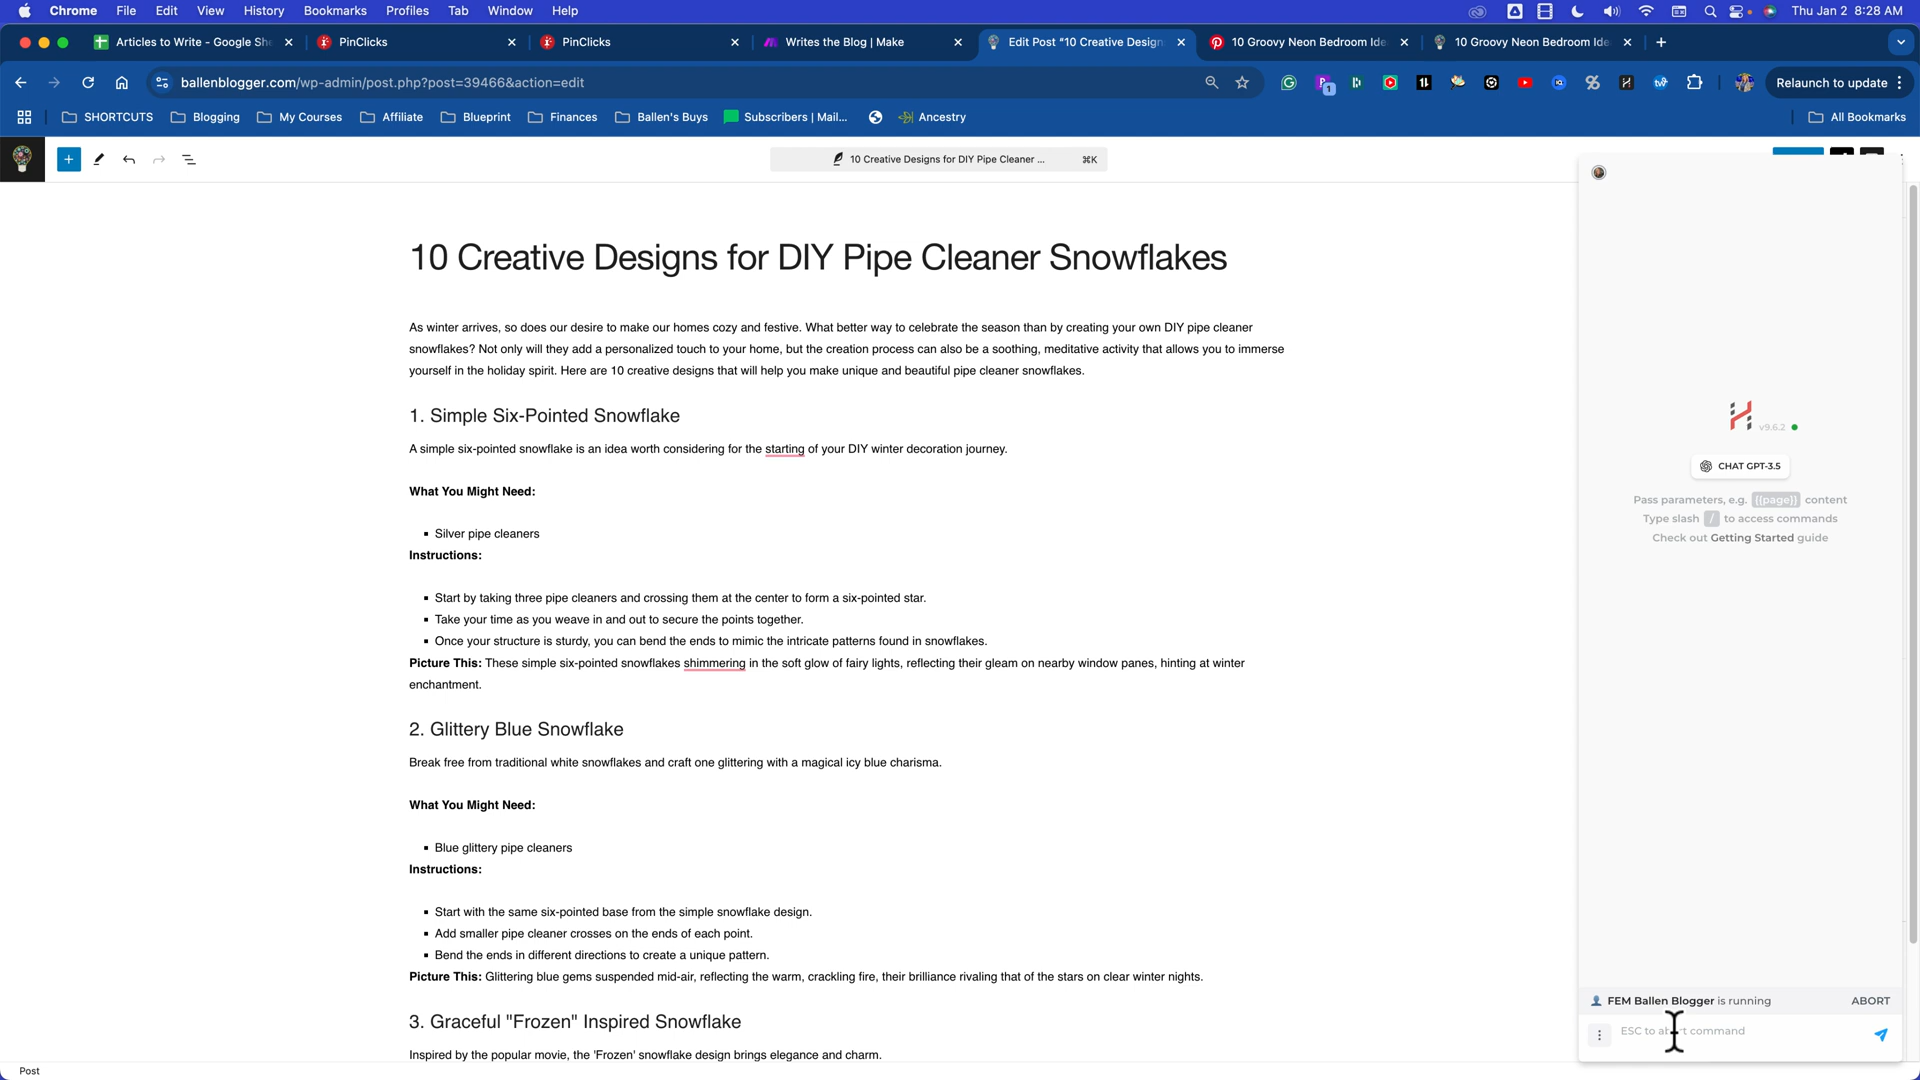 Chrome File Edit View History Bookmarks Profiles Tab Window Help Thu Jan 2 8:28 AM
Articles to Write - Google She PinClicks PinClicks Writes the Blog | Make Edit Post "10 Creative Design 10 Groovy Neon Bedroom Ide 10 Groovy Neon Bedroom Ide
ballenblogger.com/wp-admin/post.php?post=39466&action=edit Relaunch to update
SHORTCUTS Blogging My Courses Affiliate Blueprint Finances Ballen's Buys Subscribers | Mail... Ancestry All Bookmarks
10 Creative Designs for DIY Pipe Cleaner ... ⌘K
10 Creative Designs for DIY Pipe Cleaner Snowflakes
As winter arrives, so does our desire to make our homes cozy and festive. What better way to celebrate the season than by creating your own DIY pipe cleaner
snowflakes? Not only will they add a personalized touch to your home, but the creation process can also be a soothing, meditative activity that allows you to immerse
yourself in the holiday spirit. Here are 10 creative designs that will help you make unique and beautiful pipe cleaner snowflakes.
1. Simple Six-Pointed Snowflake
A simple six-pointed snowflake is an idea worth considering for the starting of your DIY winter decoration journey.
What You Might Need:
▪ Silver pipe cleaners
Instructions:
▪ Start by taking three pipe cleaners and crossing them at the center to form a six-pointed star.
▪ Take your time as you weave in and out to secure the points together.
▪ Once your structure is sturdy, you can bend the ends to mimic the intricate patterns found in snowflakes.
Picture This: These simple six-pointed snowflakes shimmering in the soft glow of fairy lights, reflecting their gleam on nearby window panes, hinting at winter
enchantment.
2. Glittery Blue Snowflake
Break free from traditional white snowflakes and craft one glittering with a magical icy blue charisma.
What You Might Need:
▪ Blue glittery pipe cleaners
Instructions:
▪ Start with the same six-pointed base from the simple snowflake design.
▪ Add smaller pipe cleaner crosses on the ends of each point.
▪ Bend the ends in different directions to create a unique pattern.
Picture This: Glittering blue gems suspended mid-air, reflecting the warm, crackling fire, their brilliance rivaling that of the stars on clear winter nights.
3. Graceful "Frozen" Inspired Snowflake
Inspired by the popular movie, the 'Frozen' snowflake design brings elegance and charm.
Post
v9.6.2
CHAT GPT-3.5
Pass parameters, e.g. {{page}} content
Type slash / to access commands
Check out Getting Started guide
FEM Ballen Blogger is running ABORT
ESC to abort command